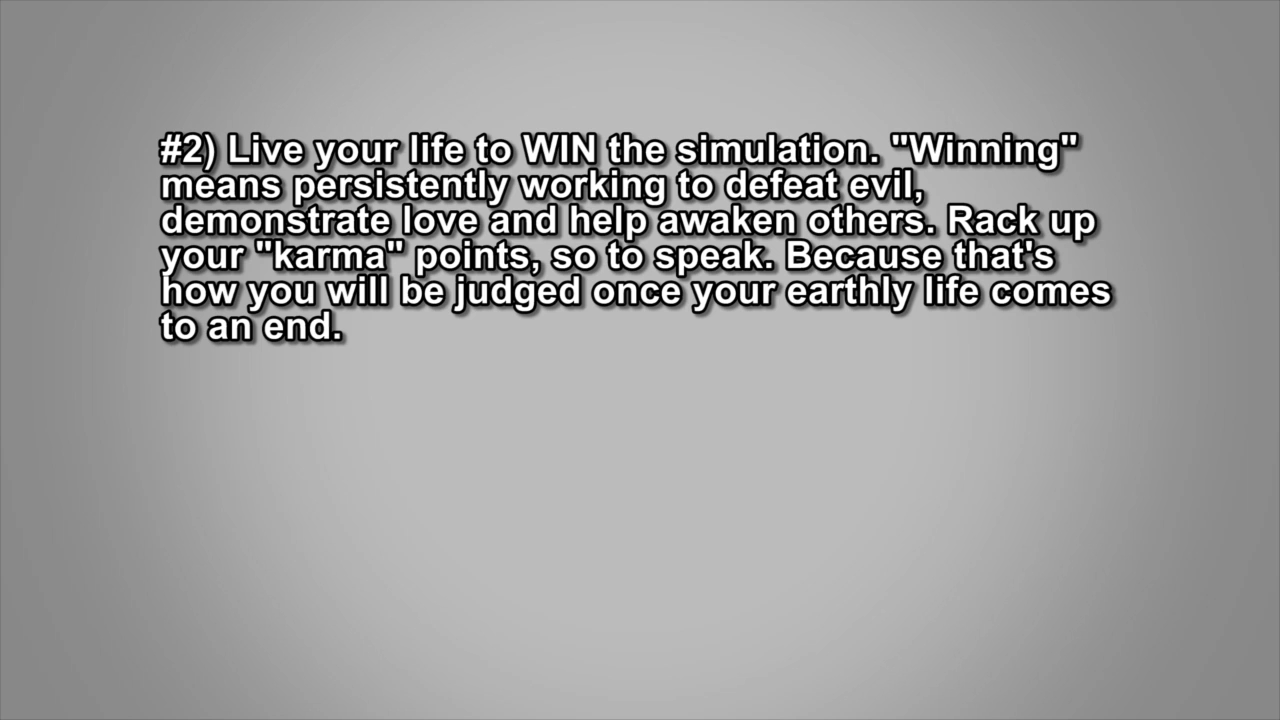 #2) Live your life to WIN the simulation. "Winning"
means persistently working to defeat evil,
demonstrate love and help awaken others. Rack up
your "karma" points, so to speak. Because that's
how you will be judged once your earthly life comes
to an end.